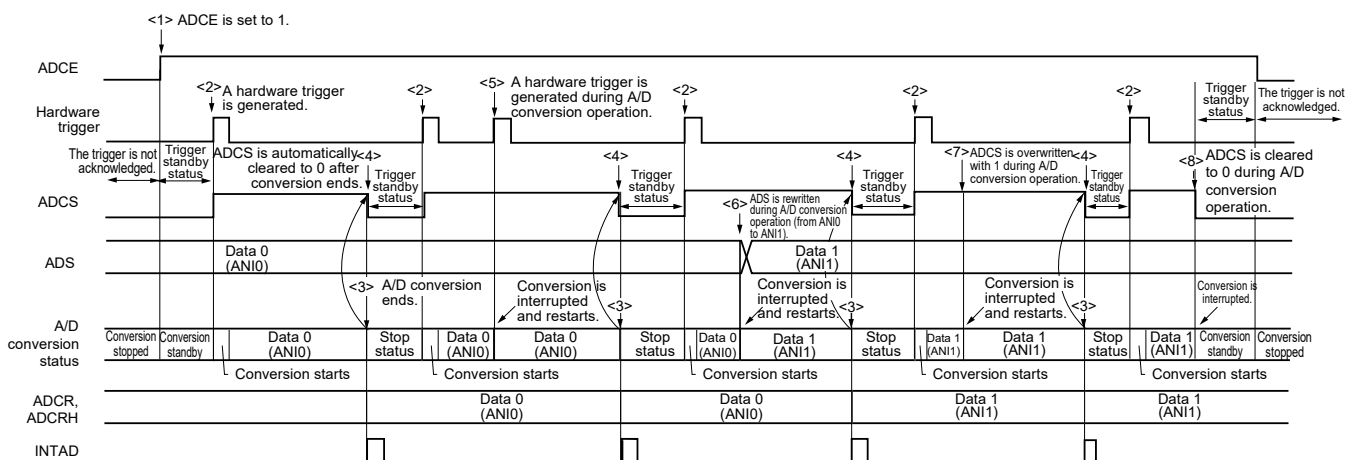 <1> ADCE is set to 1.
ADCE
<2> A hardware trigger
is generated.
<2>
<5> A hardware trigger is
generated during A/D
conversion operation.
<2>
<2>
<2>
Trigger
standby
status
The trigger is not
acknowledged.
Hardware
trigger
The trigger is not
acknowledged.
Trigger
standby
status
ADCS is automatically
cleared to 0 after
conversion ends.
<4>
Trigger
standby
status
<4>
Trigger
standby
status
<4>
Trigger
standby
status
<7> ADCS is overwritten
with 1 during A/D
conversion operation.
<4>
Trigger
standby
status
<8> ADCS is cleared
to 0 during A/D
conversion
operation.
ADCS
<6> ADS is rewritten
during A/D conversion
operation (from ANI0
to ANI1).
ADS
Data 0
(ANI0)
Data 1
(ANI1)
<3> A/D conversion
ends.
Conversion is
interrupted
and restarts.
<3>
Conversion is
interrupted
and restarts.
<3>
Conversion is
interrupted
and restarts.
<3>
Conversion is
interrupted.
A/D
conversion
status
Conversion
stopped
Conversion
standby
Data 0
(ANI0)
Stop
status
Data 0
(ANI0)
Data 0
(ANI0)
Stop
status
Data 0
(ANI0)
Data 1
(ANI1)
Stop
status
Data 1
(ANI1)
Data 1
(ANI1)
Stop
status
Data 1
(ANI1)
Conversion
standby
Conversion
stopped
Conversion starts
Conversion starts
Conversion starts
Conversion starts
Conversion starts
ADCR,
ADCRH
Data 0
(ANI0)
Data 0
(ANI0)
Data 1
(ANI1)
Data 1
(ANI1)
INTAD